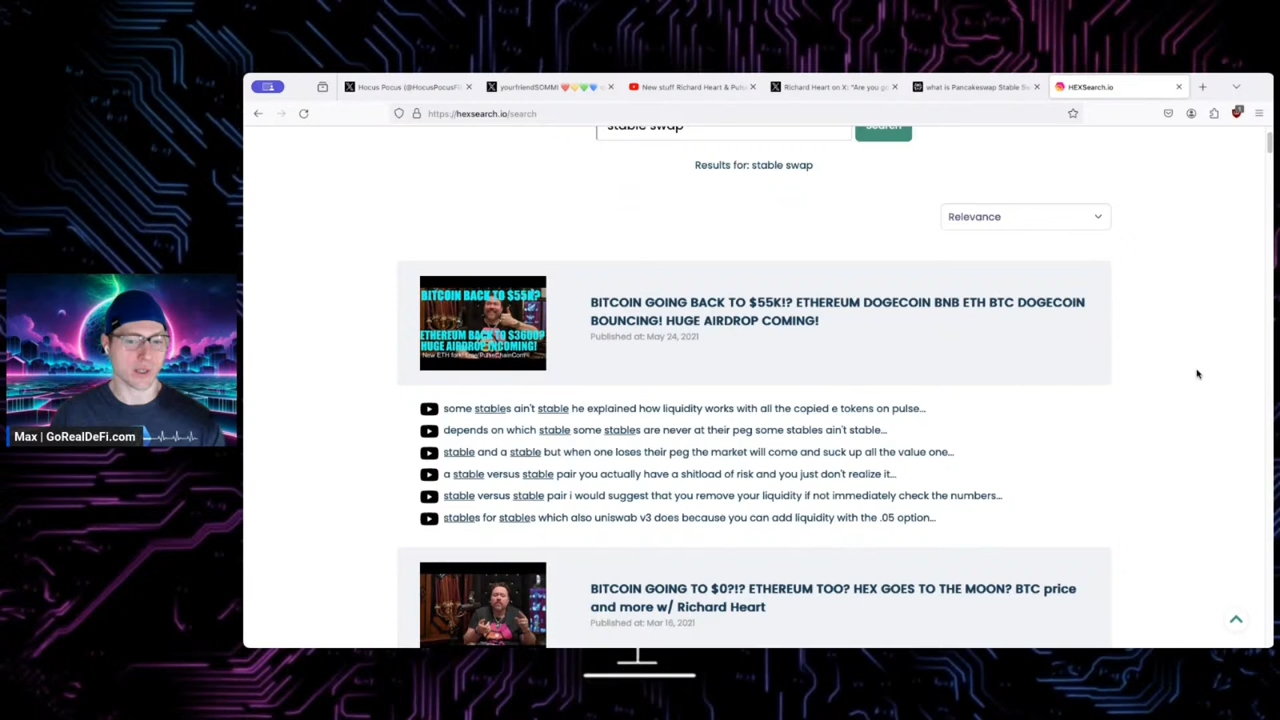 Hocus Pocus (@HocusPocusFi
yourfriendSOMMI
New stuff Richard Heart & Puls
Richard Heart on X: "Are you g
what is Pancakeswap Stable Sw
HEXSearch.io
https://hexsearch.io/search
stable swap
Search
Results for: stable swap
Relevance
BITCOIN BACK TO $55K!?
ETHEREUM BACK TO $3600?
HUGE AIRDROP INCOMING!
BITCOIN GOING BACK TO $55K!? ETHEREUM DOGECOIN BNB ETH BTC DOGECOIN
BOUNCING! HUGE AIRDROP COMING!
Published at: May 24, 2021
some stables ain't stable he explained how liquidity works with all the copied e tokens on pulse...
depends on which stable some stables are never at their peg some stables ain't stable...
stable and a stable but when one loses their peg the market will come and suck up all the value one...
a stable versus stable pair you actually have a shitload of risk and you just don't realize it...
stable versus stable pair i would suggest that you remove your liquidity if not immediately check the numbers...
stables for stables which also uniswab v3 does because you can add liquidity with the .05 option...
BITCOIN GOING TO $0?!? ETHEREUM TOO? HEX GOES TO THE MOON? BTC price
and more w/ Richard Heart
Published at: Mar 16, 2021
Max | GoRealDeFi.com